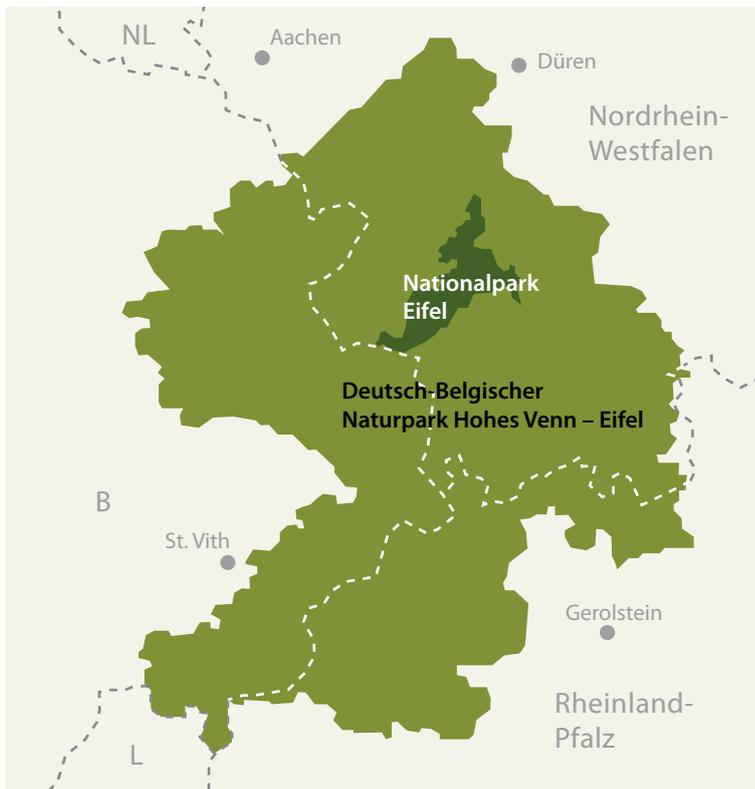 NL
Aachen
Düren
Nordrhein-
Westfalen
Nationalpark
Eifel
Deutsch-Belgischer
Naturpark Hohes Venn – Eifel
B
St. Vith
Gerolstein
Rheinland-
Pfalz
L